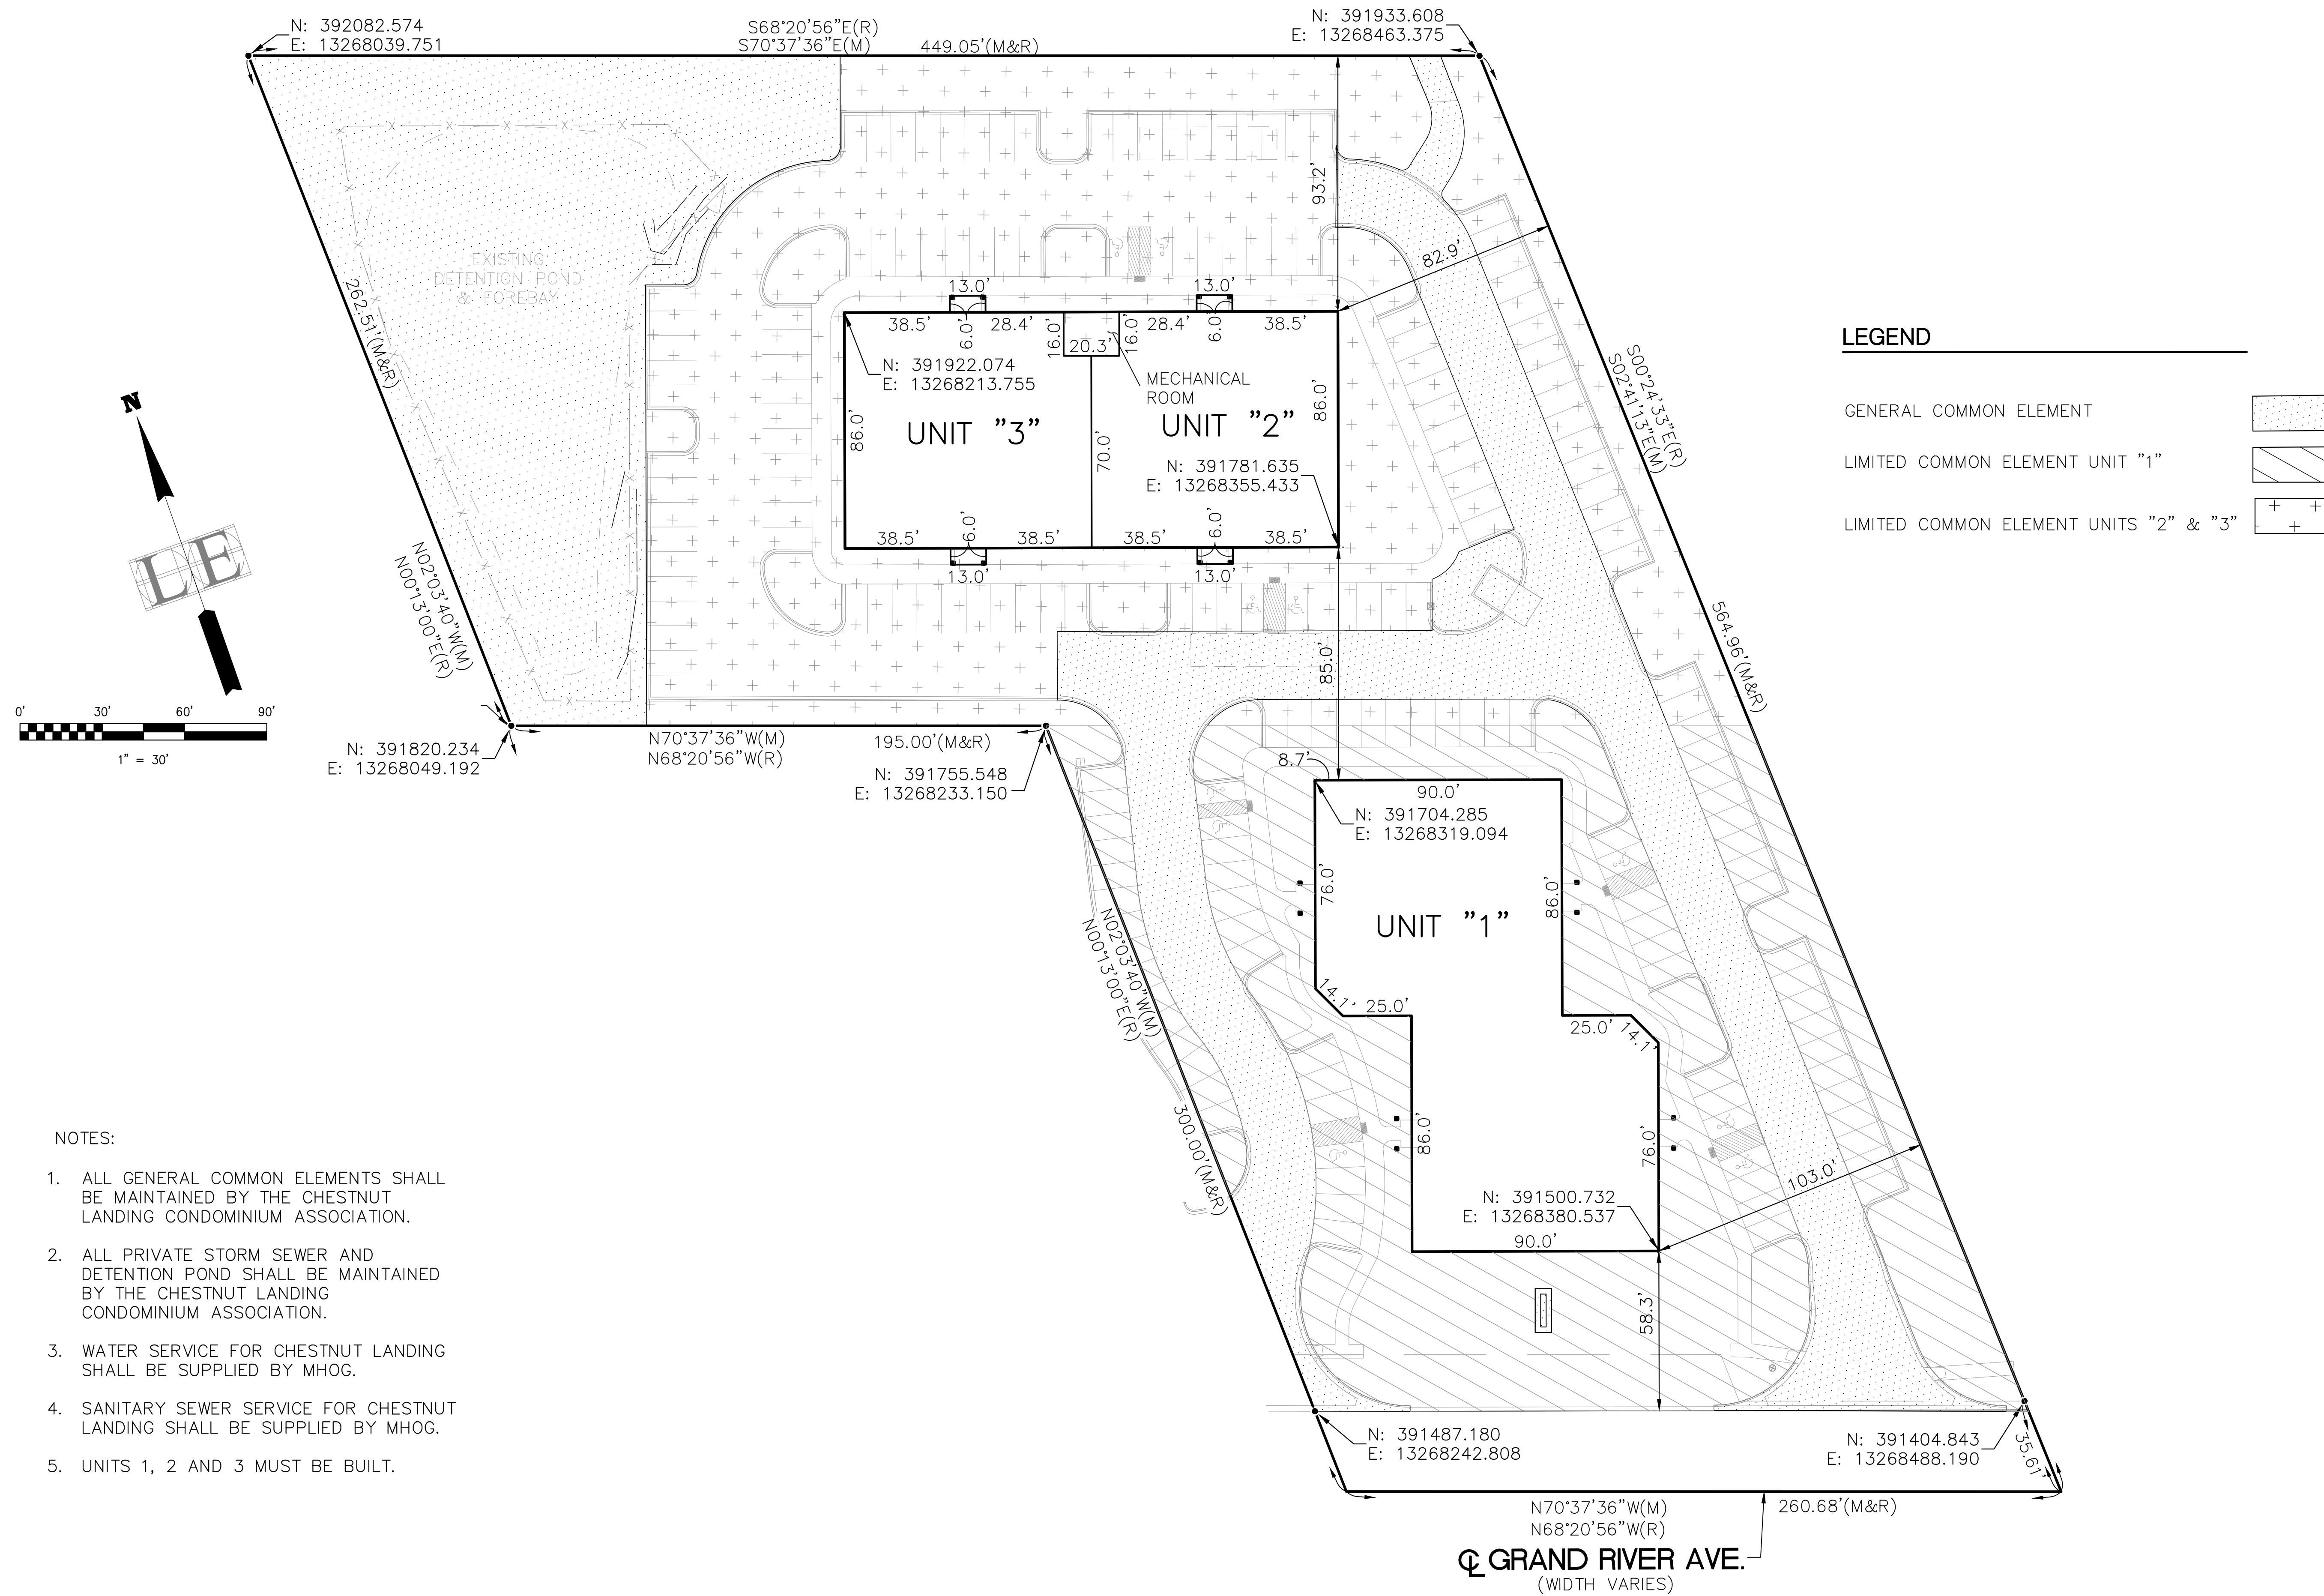 N: 392082.574
E: 13268039.751
S68°20'56"E(R)
S70°37'36"E(M)
449.05'(M&R)
N: 391933.608
E: 13268463.375
93.2'
82.9'
EXISTING
DETENTION POND
& FOREBAY
262.51'(M&R)
N02°03'40"W(M)
N00°13'00"E(R)
13.0'
13.0'
38.5'
6.0'
28.4'
16.0'
20.3'
16.0'
28.4'
6.0'
38.5'
N: 391922.074
E: 13268213.755
MECHANICAL
ROOM
UNIT "3"
UNIT "2"
86.0'
70.0'
86.0'
N: 391781.635
E: 13268355.433
38.5'
6.0'
38.5'
38.5'
6.0'
38.5'
13.0'
13.0'
S00°24'33"E(R)
S02°41'13"E(M)
564.96'(M&R)
LEGEND
GENERAL COMMON ELEMENT
LIMITED COMMON ELEMENT UNIT "1"
LIMITED COMMON ELEMENT UNITS "2" & "3"
N
LE
0' 30' 60' 90'
1" = 30'
N: 391820.234
E: 13268049.192
N70°37'36"W(M)
N68°20'56"W(R)
195.00'(M&R)
N: 391755.548
E: 13268233.150
85.0'
8.7'
90.0'
N: 391704.285
E: 13268319.094
76.0'
86.0'
UNIT "1"
14.1'
25.0'
25.0'
14.1'
N02°03'40"W(M)
N00°13'00"E(R)
300.00'(M&R)
86.0'
76.0'
103.0'
N: 391500.732
E: 13268380.537
90.0'
58.3'
N: 391487.180
E: 13268242.808
N: 391404.843
E: 13268488.190
35.61'
N70°37'36"W(M)
N68°20'56"W(R)
260.68'(M&R)
℄ GRAND RIVER AVE.
(WIDTH VARIES)
NOTES:
1. ALL GENERAL COMMON ELEMENTS SHALL
BE MAINTAINED BY THE CHESTNUT
LANDING CONDOMINIUM ASSOCIATION.
2. ALL PRIVATE STORM SEWER AND
DETENTION POND SHALL BE MAINTAINED
BY THE CHESTNUT LANDING
CONDOMINIUM ASSOCIATION.
3. WATER SERVICE FOR CHESTNUT LANDING
SHALL BE SUPPLIED BY MHOG.
4. SANITARY SEWER SERVICE FOR CHESTNUT
LANDING SHALL BE SUPPLIED BY MHOG.
5. UNITS 1, 2 AND 3 MUST BE BUILT.